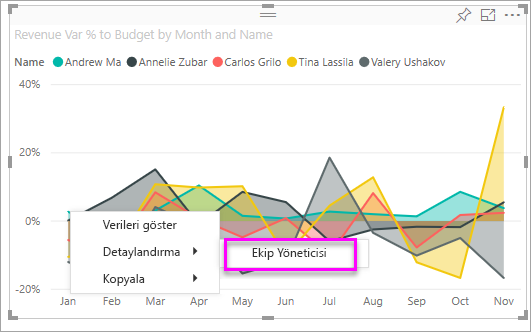 Revenue Var % to Budget by Month and Name
Name Andrew Ma Annelie Zubar Carlos Grilo Tina Lassila Valery Ushakov
40%
20%
0%
-20%
Verileri göster
Detaylandırma
Ekip Yöneticisi
Kopyala
Jan Feb Mar Apr May Jun Jul Aug Sep Oct Nov